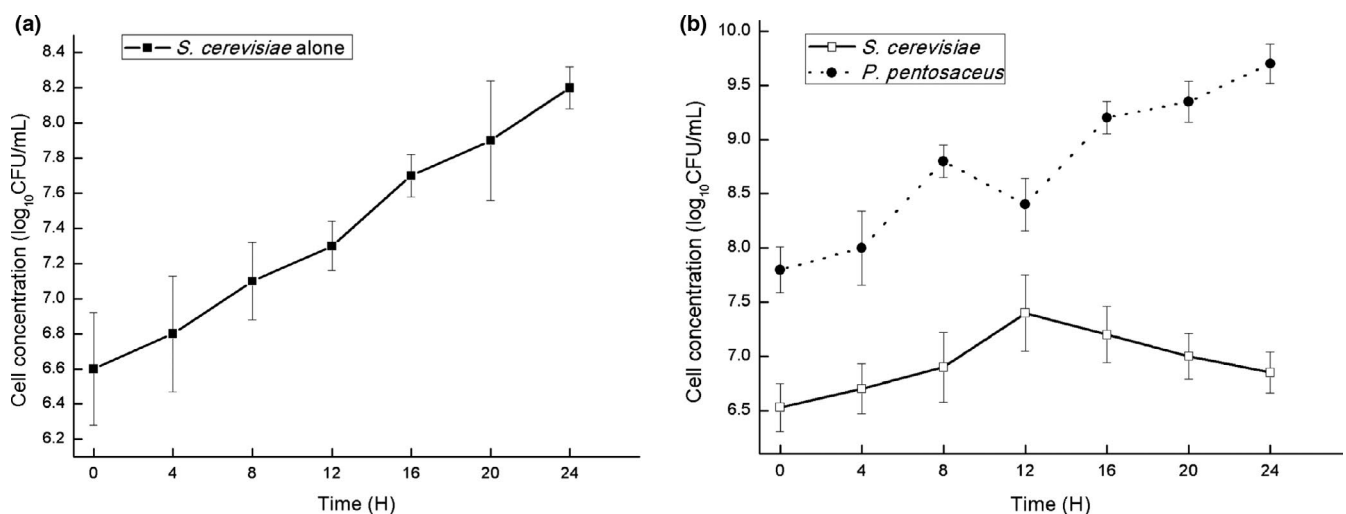 (a)
S. cerevisiae alone
8.4
8.2
8.0
7.8
7.6
7.4
7.2
7.0
6.8
6.6
6.4
6.2
Cell concentration (log₁₀CFU/mL)
0 4 8 12 16 20 24
Time (H)
(b)
S. cerevisiae
P. pentosaceus
10.0
9.5
9.0
8.5
8.0
7.5
7.0
6.5
Cell concentration (log₁₀CFU/mL)
0 4 8 12 16 20 24
Time (H)